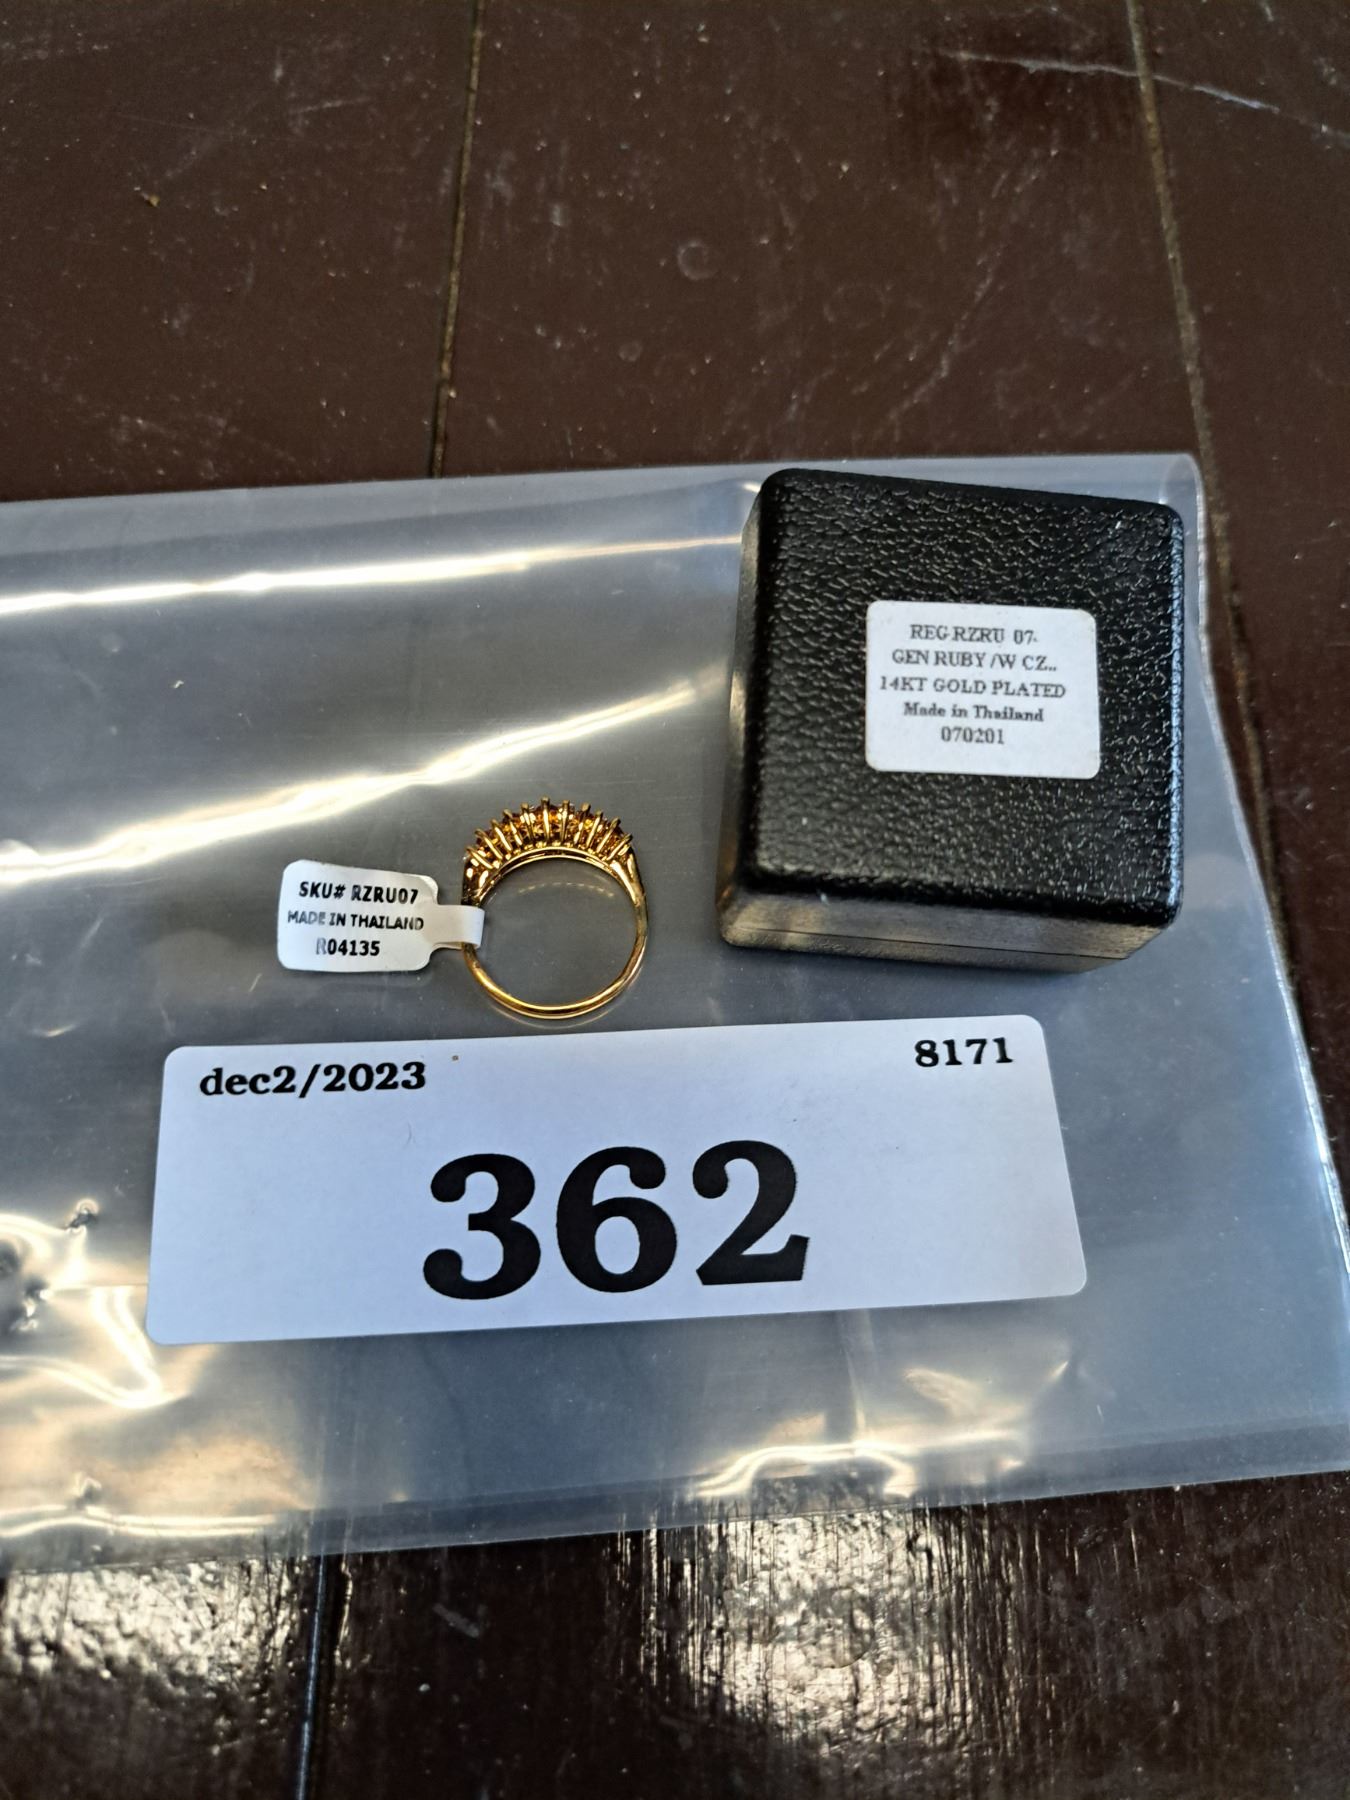 REG-RZRU 07-
GEN RUBY /W CZ..
14KT GOLD PLATED
Made in Thailand
070201
SKU# RZRU07
MADE IN THAILAND
R04135
dec2/2023
8171
362